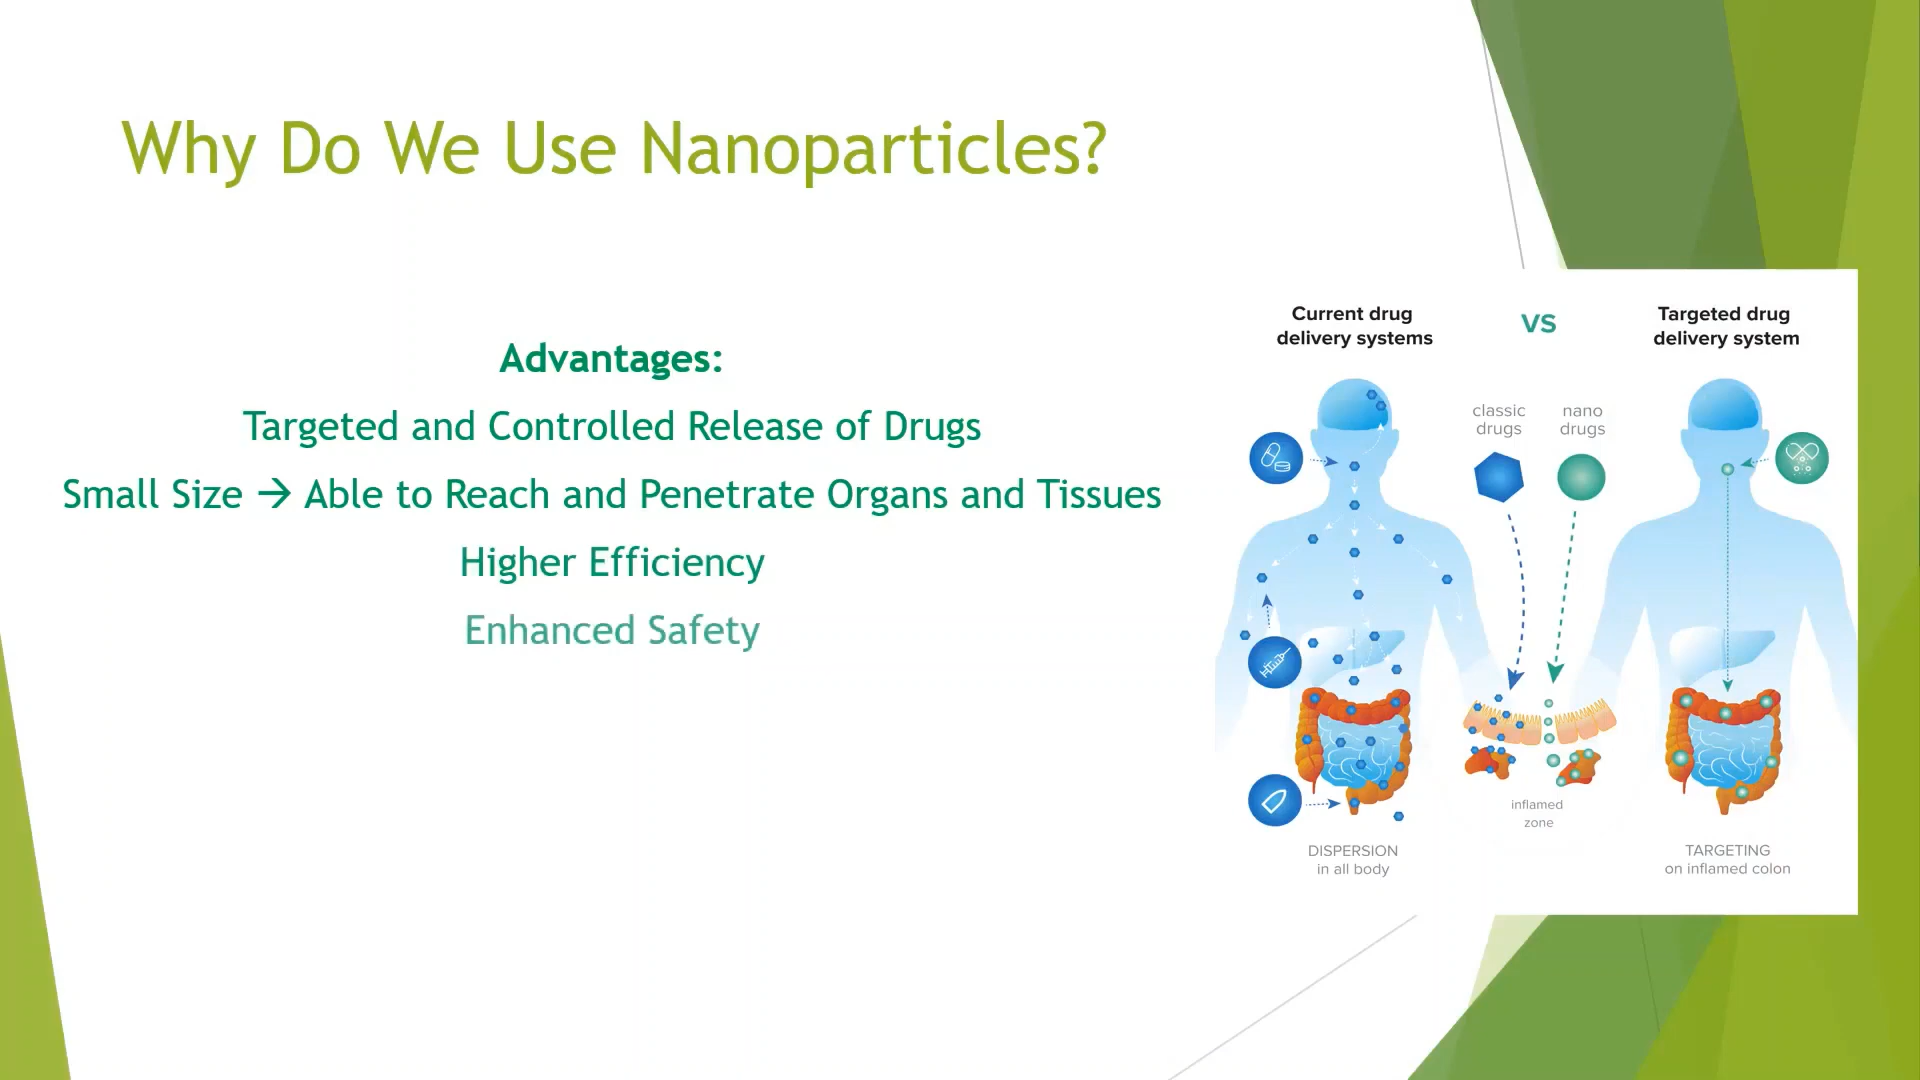 Why Do We Use Nanoparticles?
Advantages:
Targeted and Controlled Release of Drugs
Small Size → Able to Reach and Penetrate Organs and Tissues
Higher Efficiency
Enhanced Safety
Current drug
delivery systems
VS
Targeted drug
delivery system
classic
drugs
nano
drugs
inflamed
zone
DISPERSION
in all body
TARGETING
on inflamed colon